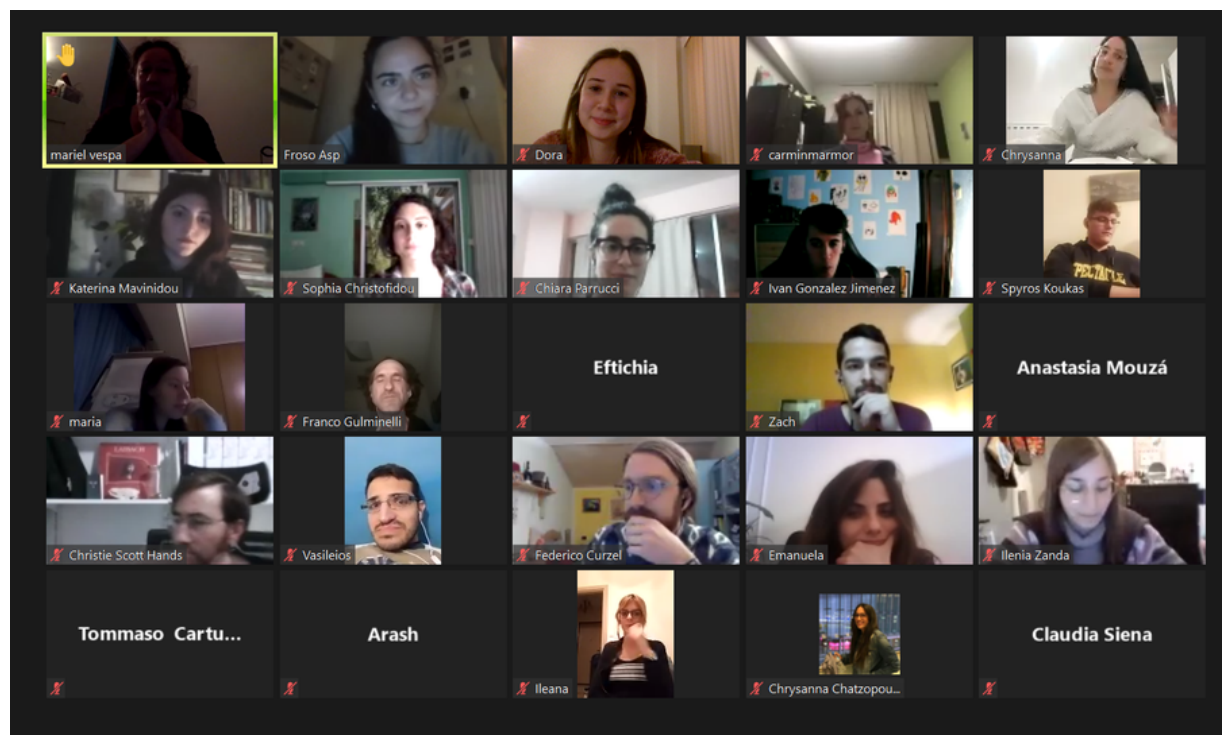 mariel vespa
Froso Asp
Dora
carminmarmor
Chrysanna
Katerina Mavinidou
Sophia Christofidou
Chiara Parrucci
Ivan Gonzalez Jimenez
Spyros Koukas
PECTACLE
maria
Franco Gulminelli
Eftichia
Zach
Anastasia Mouzá
Christie Scott Hands
Vasileios
Federico Curzel
Emanuela
Ilenia Zanda
Tommaso Cartu...
Arash
Ileana
Chrysanna Chatzopou...
Claudia Siena